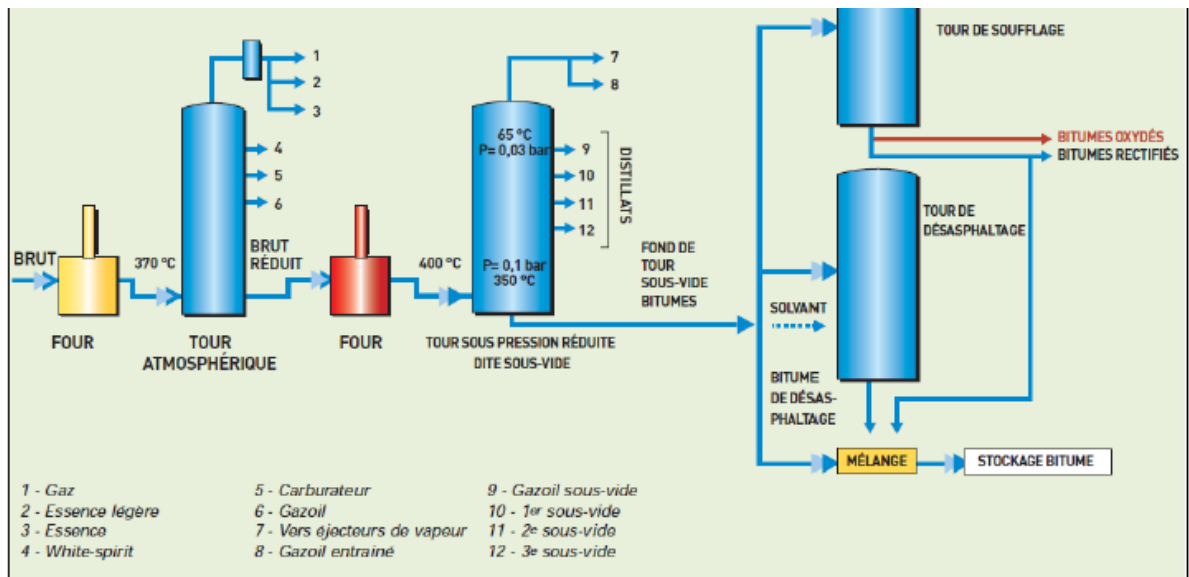 TOUR DE SOUFFLAGE
1
2
3
4
5
6
7
8
65 °C
P= 0,03 bar
9
10
11
12
DISTILLATS
BITUMES OXYDÉS
BITUMES RECTIFIÉS
TOUR DE
DÉSASPHALTAGE
BRUT
370 °C
BRUT
RÉDUIT
400 °C
P= 0,1 bar
350 °C
FOND DE
TOUR
SOUS-VIDE
BITUMES
SOLVANT
FOUR
TOUR
ATMOSPHÉRIQUE
FOUR
TOUR SOUS PRESSION RÉDUITE
DITE SOUS-VIDE
BITUME
DE DÉSAS-
PHALTAGE
MÉLANGE
STOCKAGE BITUME
1 - Gaz
2 - Essence légère
3 - Essence
4 - White-spirit
5 - Carburateur
6 - Gazoil
7 - Vers éjecteurs de vapeur
8 - Gazoil entrainé
9 - Gazoil sous-vide
10 - 1er sous-vide
11 - 2e sous-vide
12 - 3e sous-vide